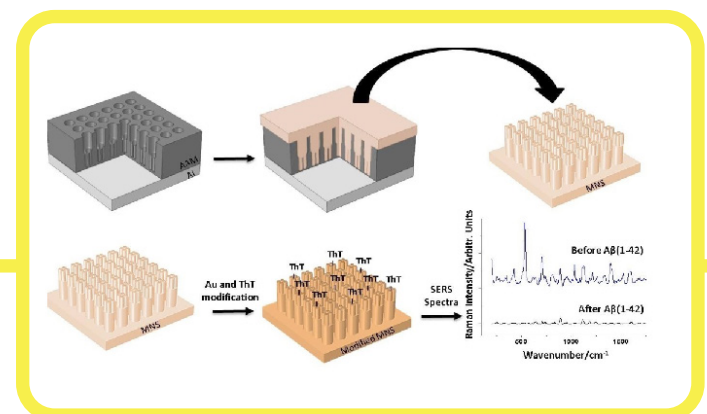 AAM
Al
MNS
MNS
Au and ThT
modification
ThT
ThT
ThT
ThT
ThT
ThT
ThT
ThT
ThT
Modified MNS
SERS
Spectra
Raman Intensity/Arbitr. Units
Before Aβ(1-42)
After Aβ(1-42)
600
1000
1600
Wavenumber/cm⁻¹